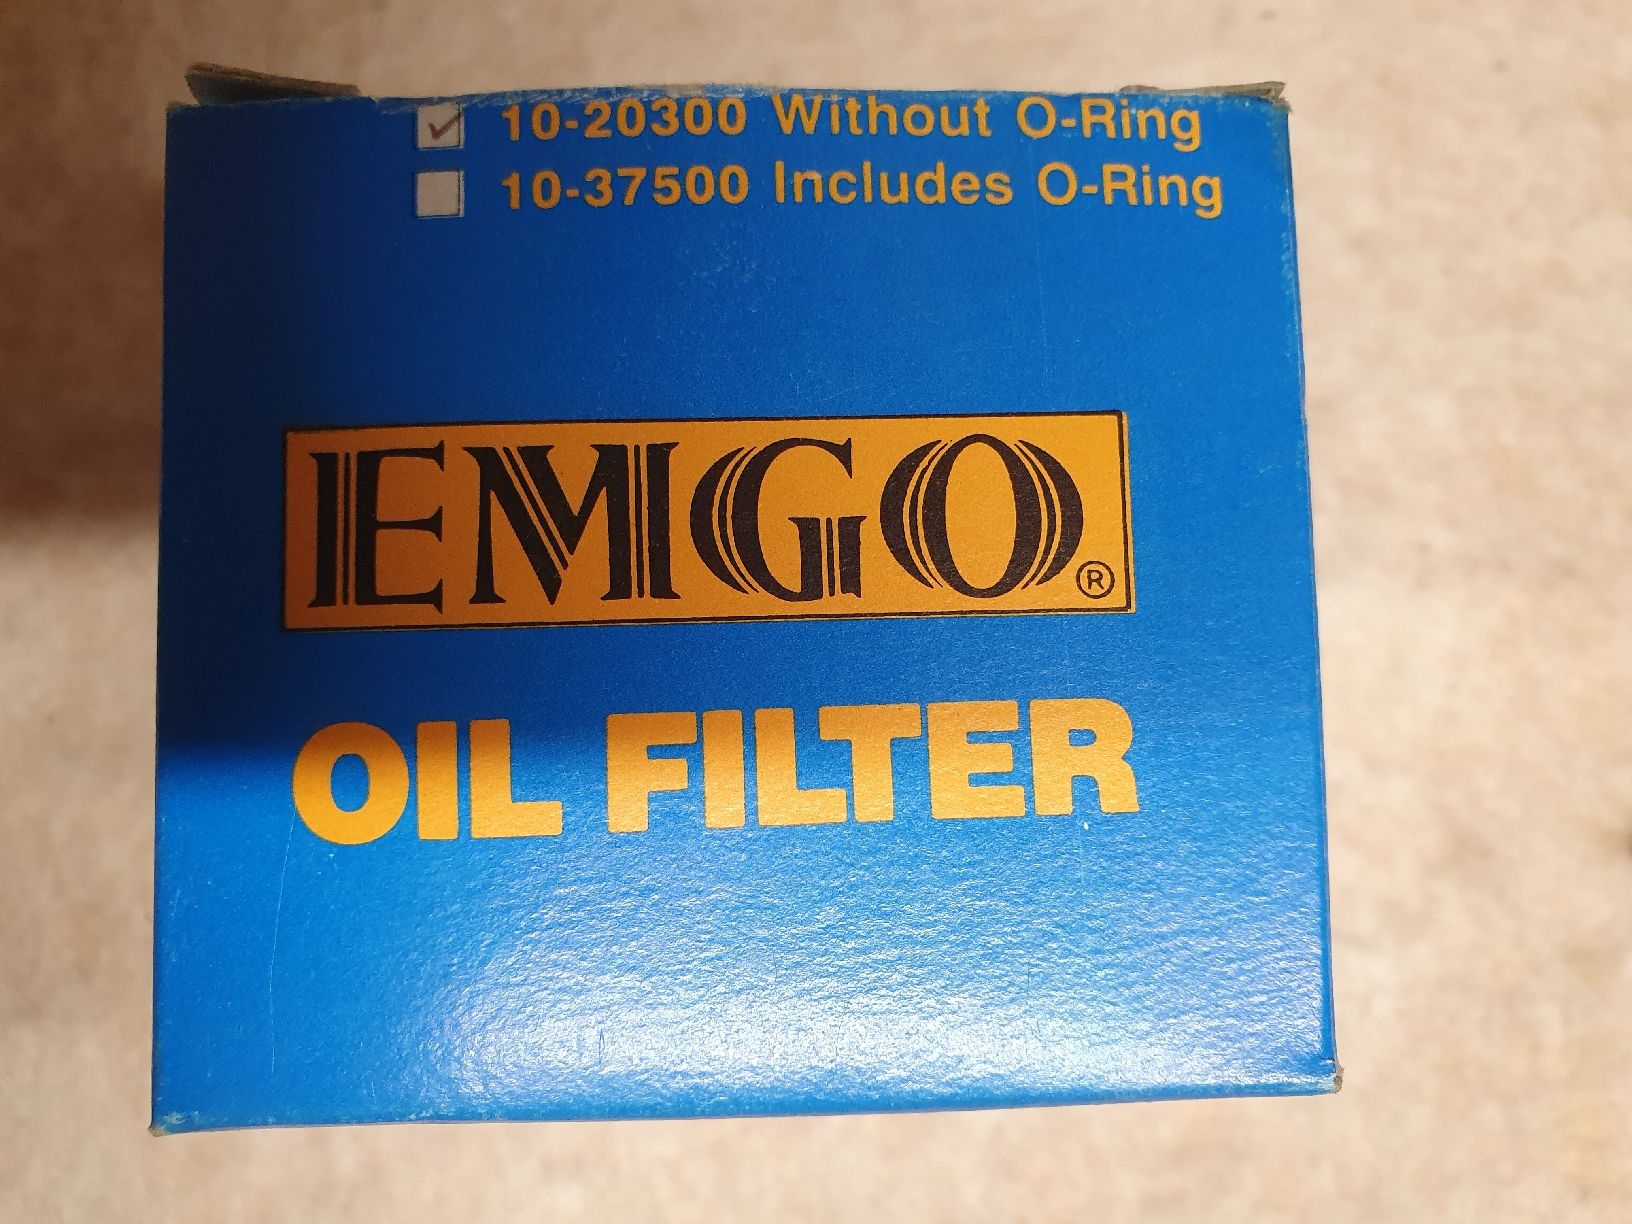 10-20300 Without O-Ring
10-37500 Includes O-Ring
EMGO®
OIL FILTER